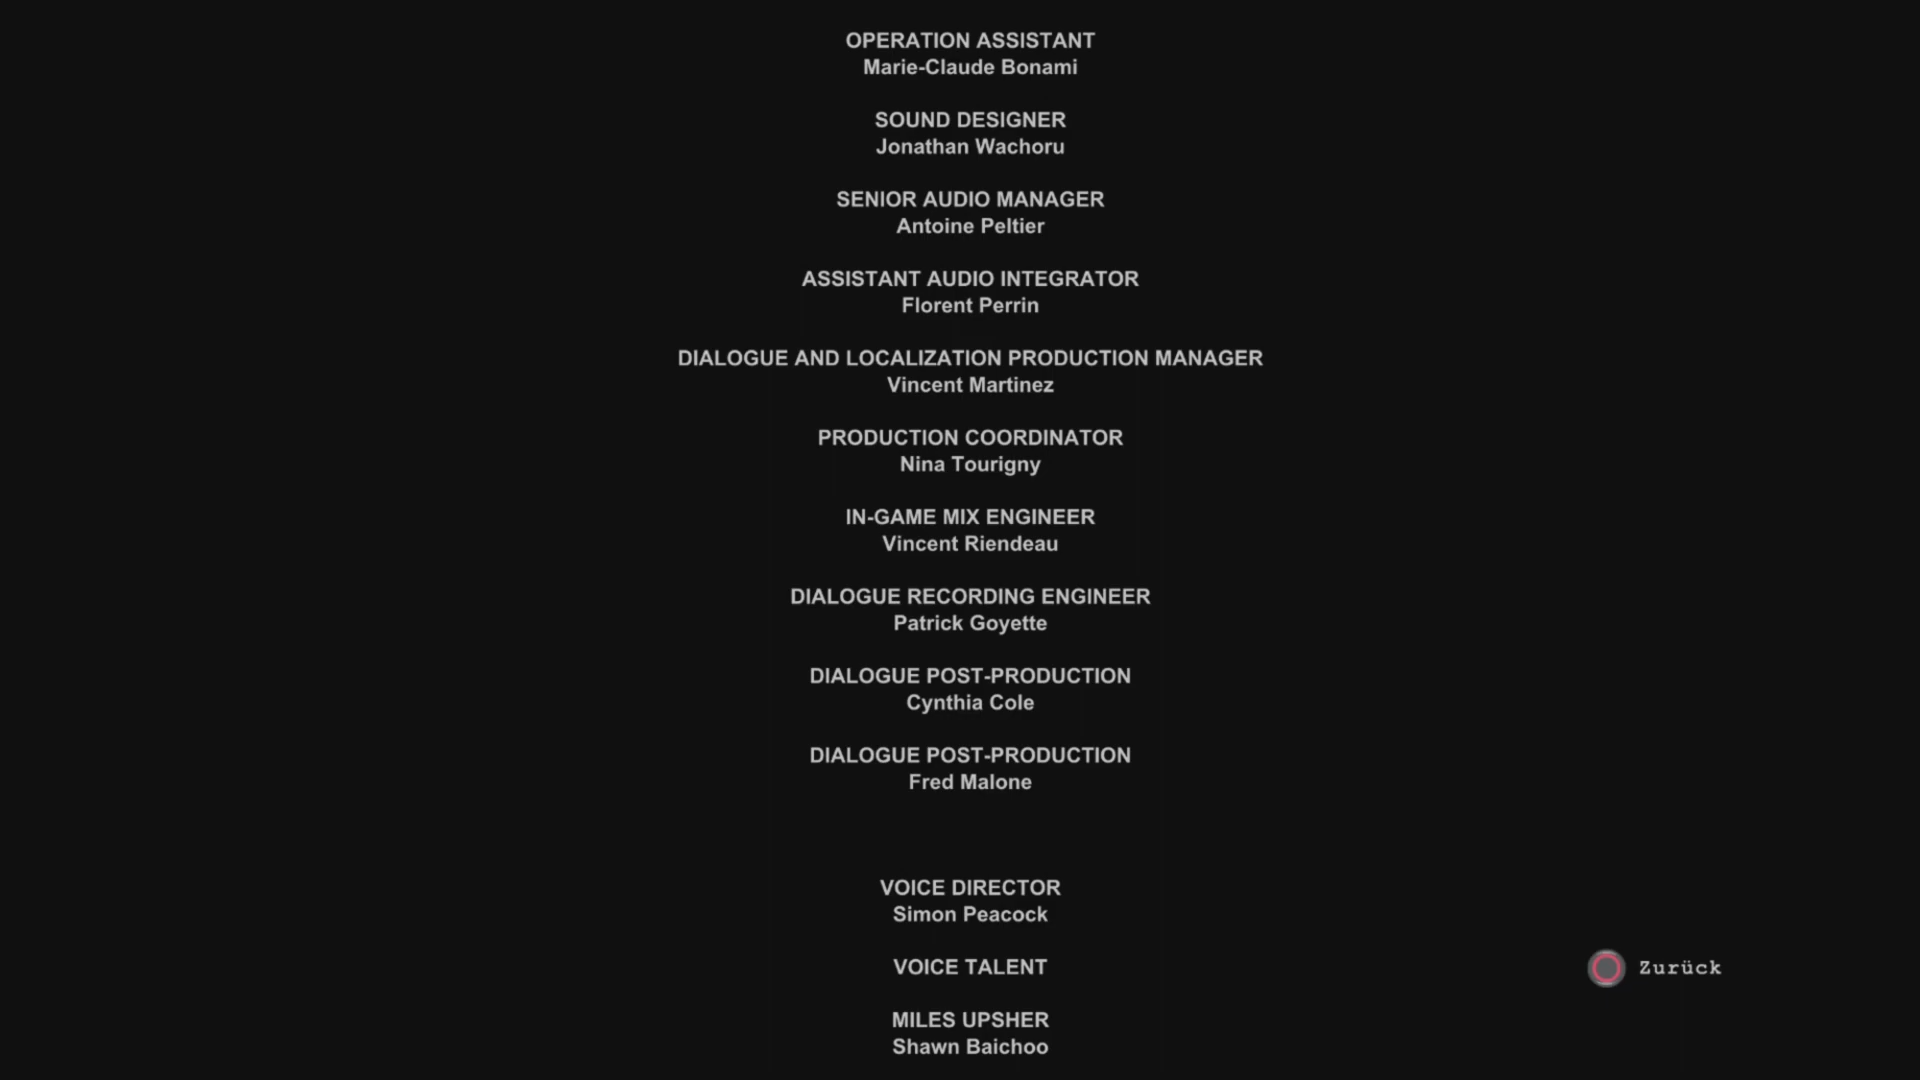 OPERATION ASSISTANT
Marie-Claude Bonami
SOUND DESIGNER
Jonathan Wachoru
SENIOR AUDIO MANAGER
Antoine Peltier
ASSISTANT AUDIO INTEGRATOR
Florent Perrin
DIALOGUE AND LOCALIZATION PRODUCTION MANAGER
Vincent Martinez
PRODUCTION COORDINATOR
Nina Tourigny
IN-GAME MIX ENGINEER
Vincent Riendeau
DIALOGUE RECORDING ENGINEER
Patrick Goyette
DIALOGUE POST-PRODUCTION
Cynthia Cole
DIALOGUE POST-PRODUCTION
Fred Malone
VOICE DIRECTOR
Simon Peacock
VOICE TALENT
Zurück
MILES UPSHER
Shawn Baichoo